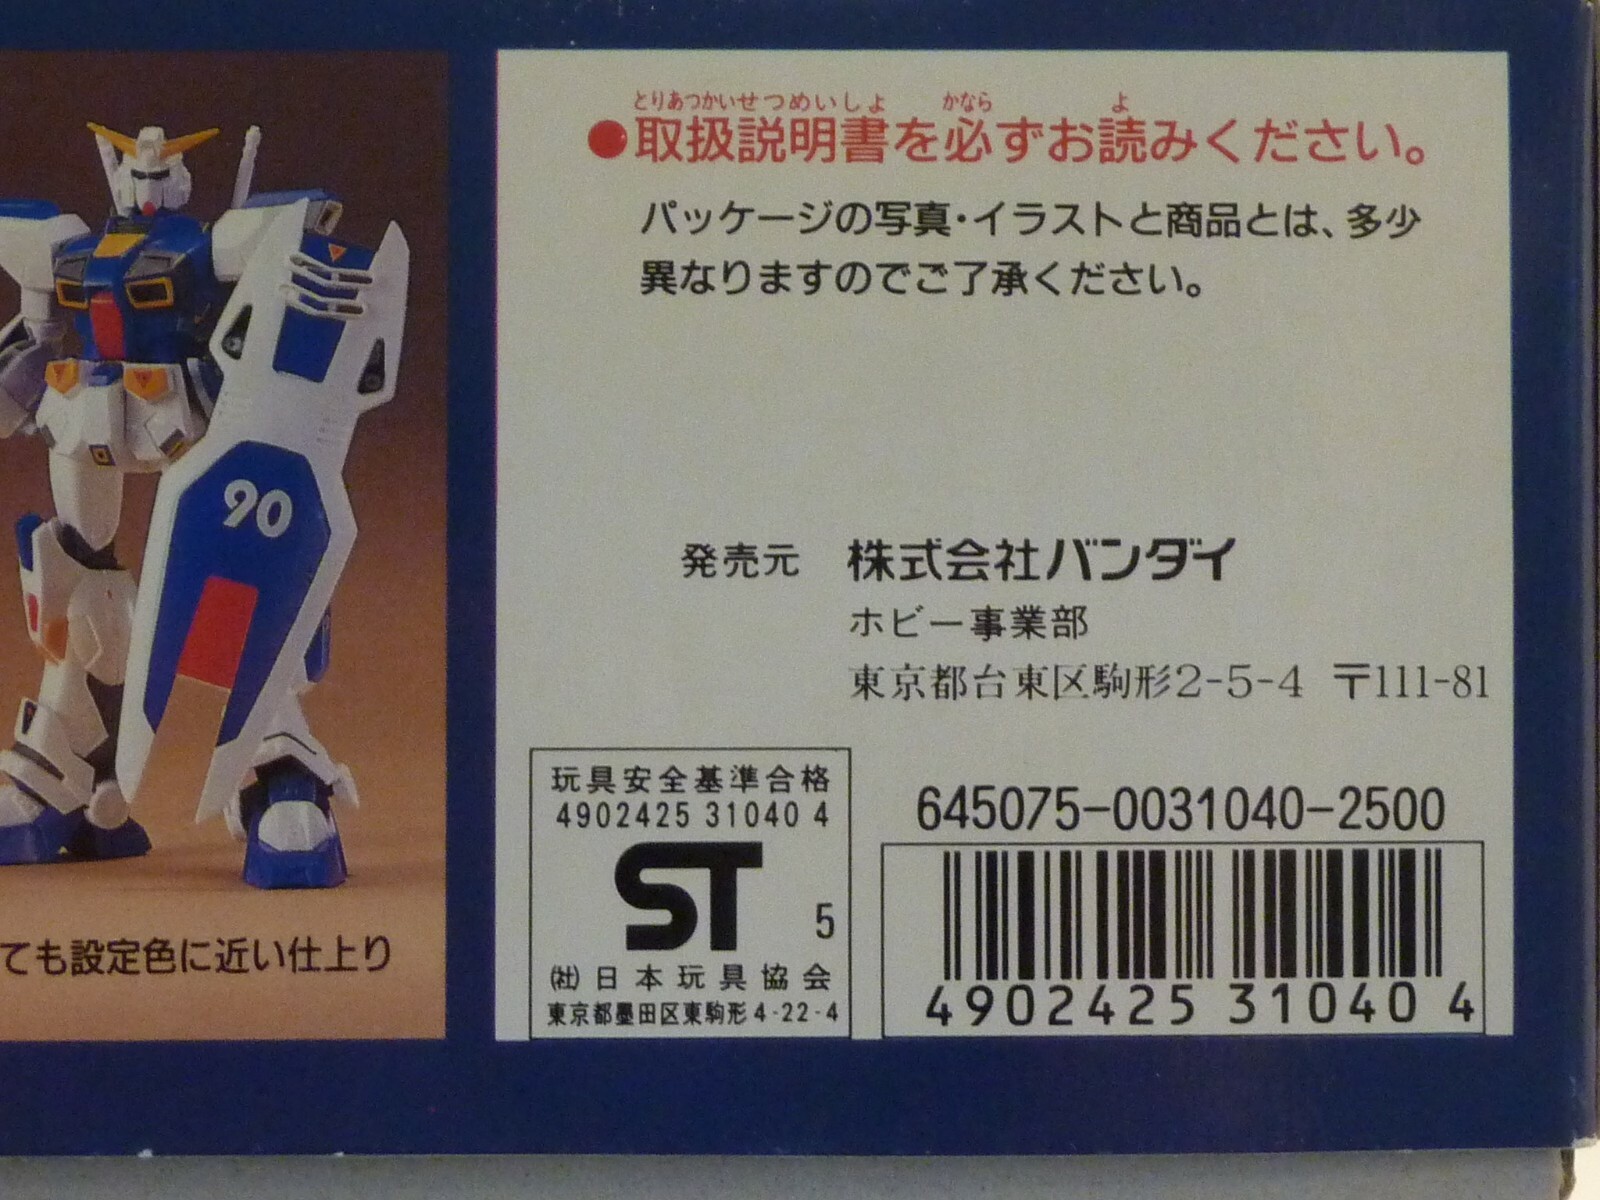 とりあつかいせつめいしょ かなら よ
●取扱説明書を必ずお読みください。
パッケージの写真・イラストと商品とは、多少
異なりますのでご了承ください。
発売元 株式会社バンダイ
ホビー事業部
東京都台東区駒形2-5-4 〒111-81
玩具安全基準合格
4902425 31040 4
ST 5
(社)日本玩具協会
東京都墨田区東駒形4-22-4
645075-0031040-2500
4902425 31040 4
90
ても設定色に近い仕上り